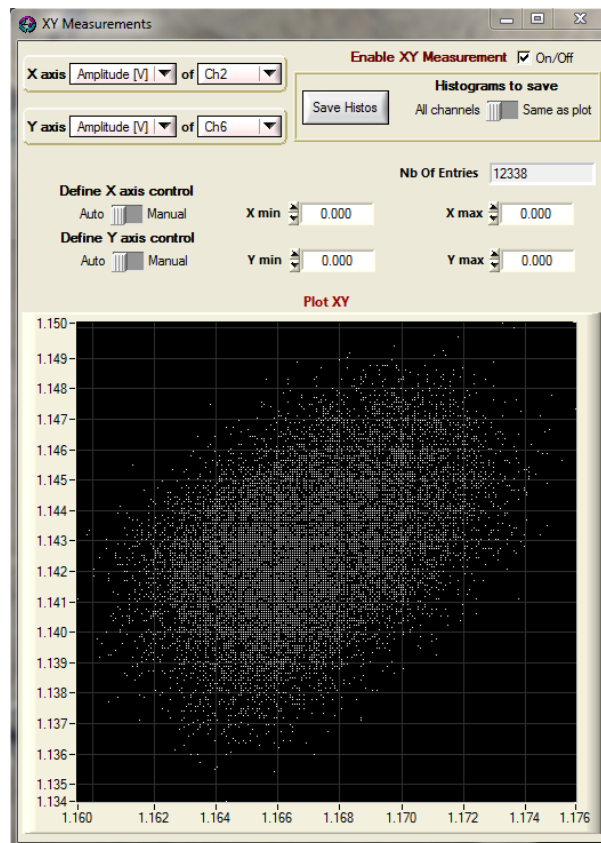 XY Measurements
Enable XY Measurement On/Off
X axis Amplitude [V] of Ch2
Histograms to save
Save Histos All channels Same as plot
Y axis Amplitude [V] of Ch6
Nb Of Entries 12338
Define X axis control
Auto Manual X min 0.000 X max 0.000
Define Y axis control
Auto Manual Y min 0.000 Y max 0.000
Plot XY
1.150
1.149
1.148
1.147
1.146
1.145
1.144
1.143
1.142
1.141
1.140
1.139
1.138
1.137
1.136
1.135
1.134
1.160 1.162 1.164 1.166 1.168 1.170 1.172 1.174 1.176